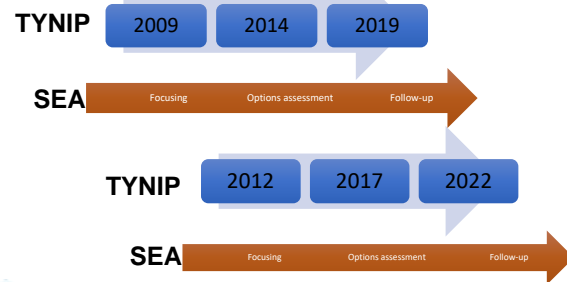 TYNIP 2009 2014 2019
SEA Focusing Options assessment Follow-up
TYNIP 2012 2017 2022
SEA Focusing Options assessment Follow-up